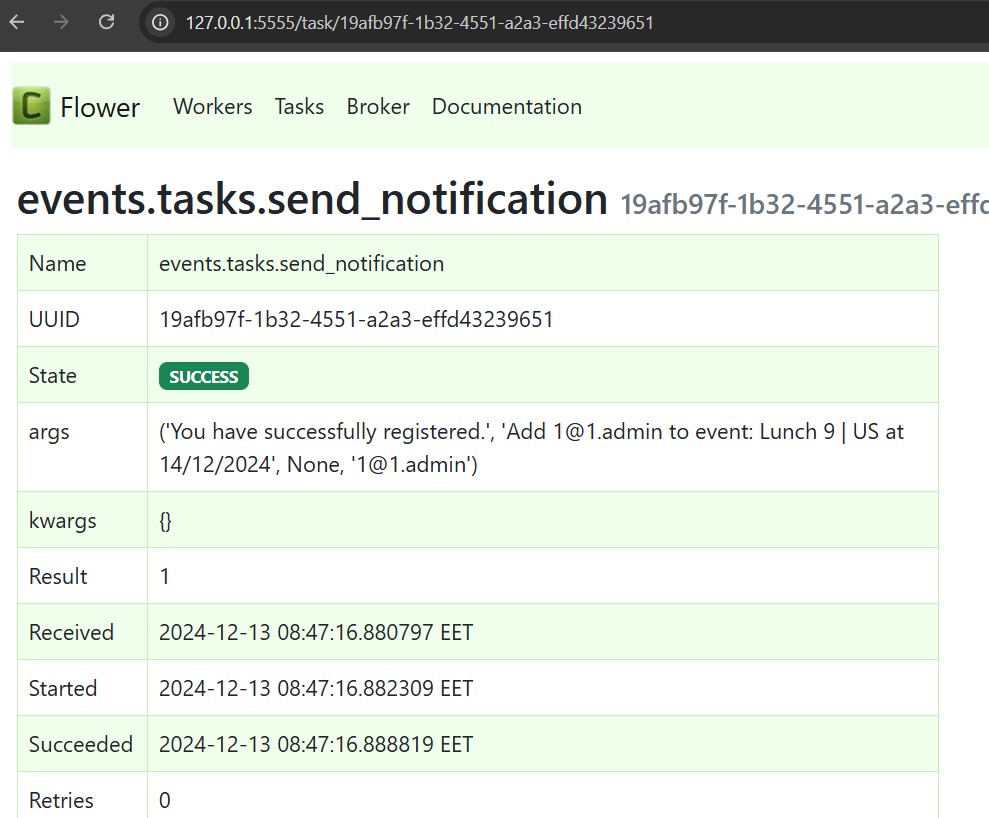 127.0.0.1:5555/task/19afb97f-1b32-4551-a2a3-effd43239651
C Flower Workers Tasks Broker Documentation
events.tasks.send_notification 19afb97f-1b32-4551-a2a3-effd
Name events.tasks.send_notification
UUID 19afb97f-1b32-4551-a2a3-effd43239651
State SUCCESS
args ('You have successfully registered.', 'Add 1@1.admin to event: Lunch 9 | US at
14/12/2024', None, '1@1.admin')
kwargs {}
Result 1
Received 2024-12-13 08:47:16.880797 EET
Started 2024-12-13 08:47:16.882309 EET
Succeeded 2024-12-13 08:47:16.888819 EET
Retries 0